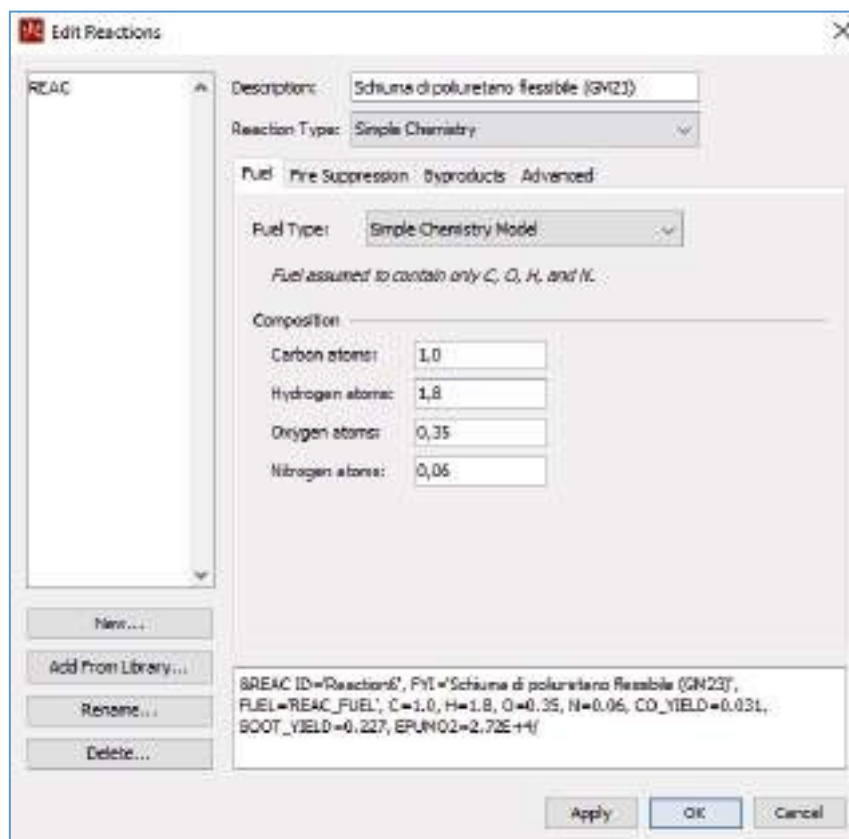 Edit Reactions
REAC
Description: Schiuma di poliuretano flessibile (GM23)
Reaction Type: Simple Chemistry
Fuel Fire Suppression Byproducts Advanced
Fuel Type: Simple Chemistry Model
Fuel assumed to contain only C, O, H, and N.
Composition
Carbon atoms: 1,0
Hydrogen atoms: 1,8
Oxygen atoms: 0,35
Nitrogen atoms: 0,06
New...
Add From Library...
Rename...
Delete...
&REAC ID='Reaction6', FYI='Schiuma di poliuretano flessibile (GM23)',
FUEL='REAC_FUEL', C=1.0, H=1.8, O=0.35, N=0.06, CO_YIELD=0.031,
SOOT_YIELD=0.227, EPUMO2=2.72E+4/
Apply OK Cancel